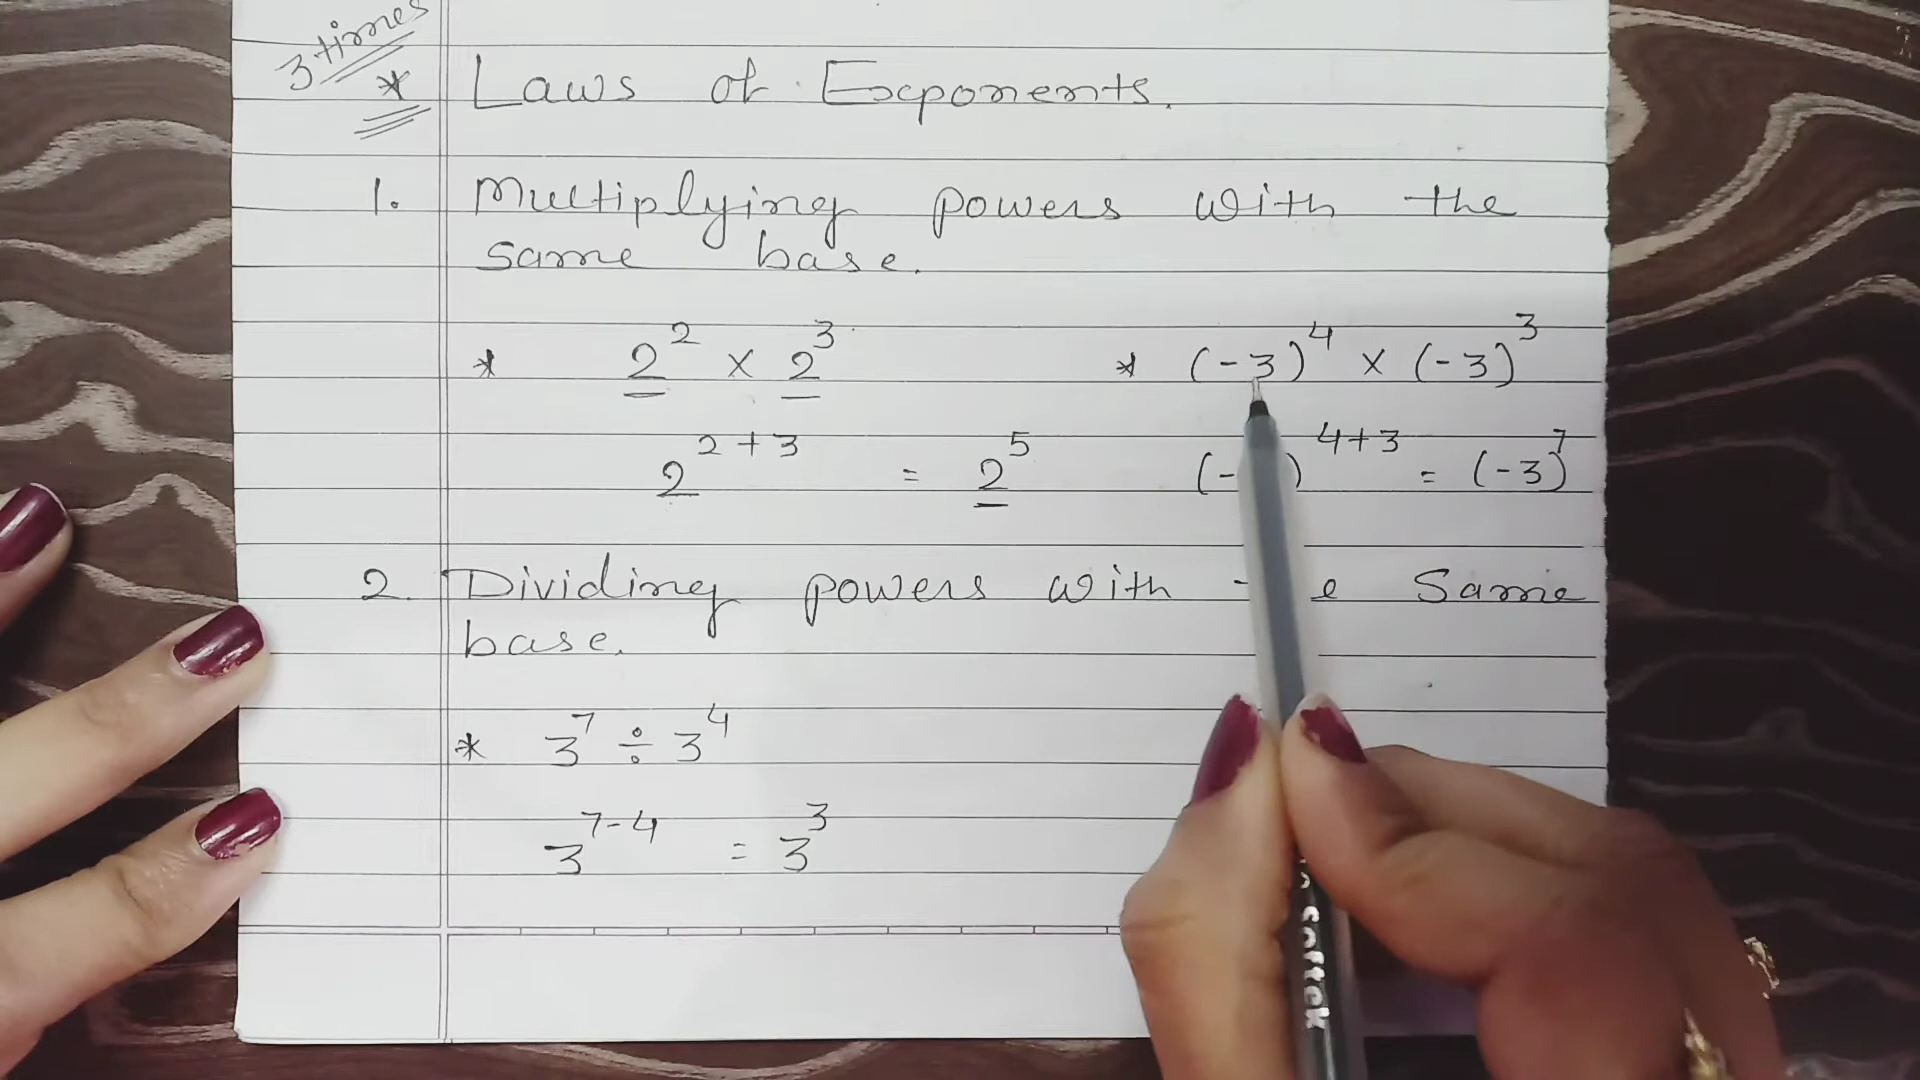 3 times
* Laws of Exponents.
1. Multiplying powers with the
same base.
* 2² × 2³ * (-3)⁴ × (-3)³
2²⁺³ = 2⁵ (- ) ⁴⁺³ = (-3)⁷
2. Dividing powers with e Same
base.
* 3⁷ ÷ 3⁴
3⁷⁻⁴ = 3³
softek